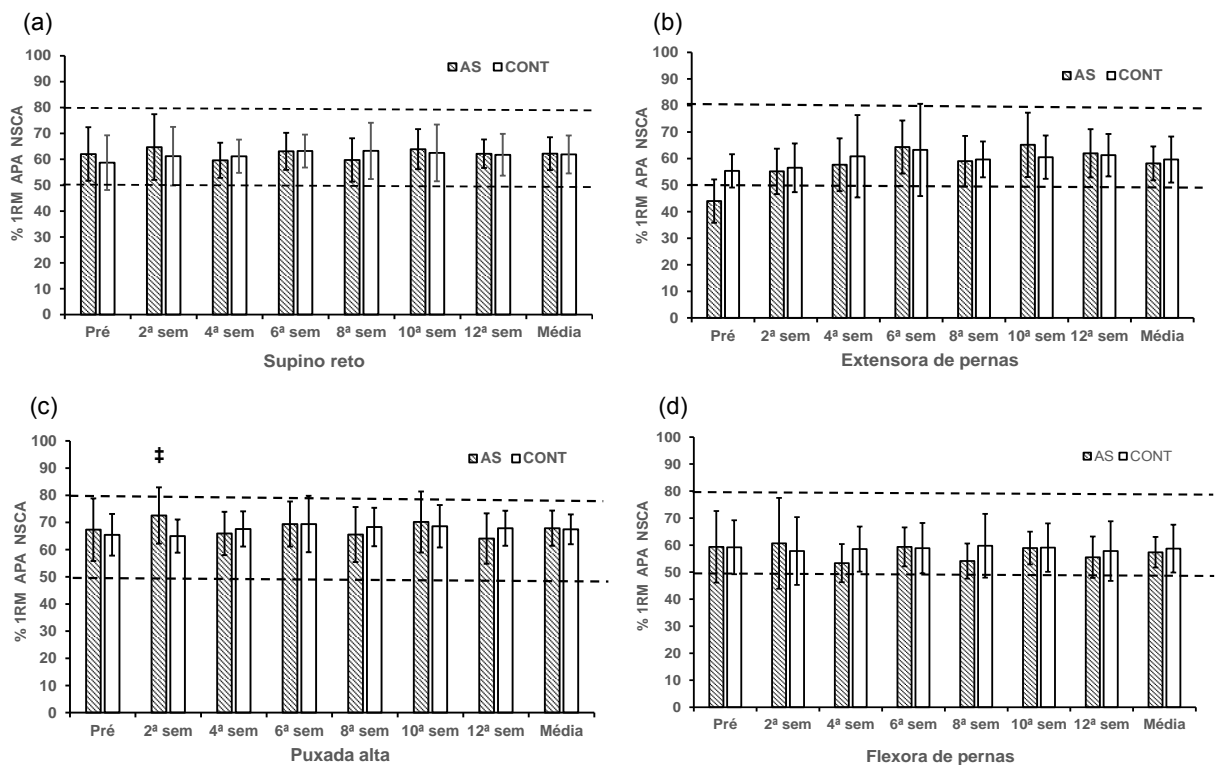 (a)
% 1RM APA NSCA
100
90
80
70
60
50
40
30
20
10
0
AS CONT
Pré 2ª sem 4ª sem 6ª sem 8ª sem 10ª sem 12ª sem Média
Supino reto
(b)
% 1RM APA NSCA
100
90
80
70
60
50
40
30
20
10
0
AS CONT
Pré 2ª sem 4ª sem 6ª sem 8ª sem 10ª sem 12ª sem Média
Extensora de pernas
(c)
% 1RM APA NSCA
100
90
80
70
60
50
40
30
20
10
0
‡
AS CONT
Pré 2ª sem 4ª sem 6ª sem 8ª sem 10ª sem 12ª sem Média
Puxada alta
(d)
% 1RM APA NSCA
100
90
80
70
60
50
40
30
20
10
0
AS CONT
Pré 2ª sem 4ª sem 6ª sem 8ª sem 10ª sem 12ª sem Média
Flexora de pernas